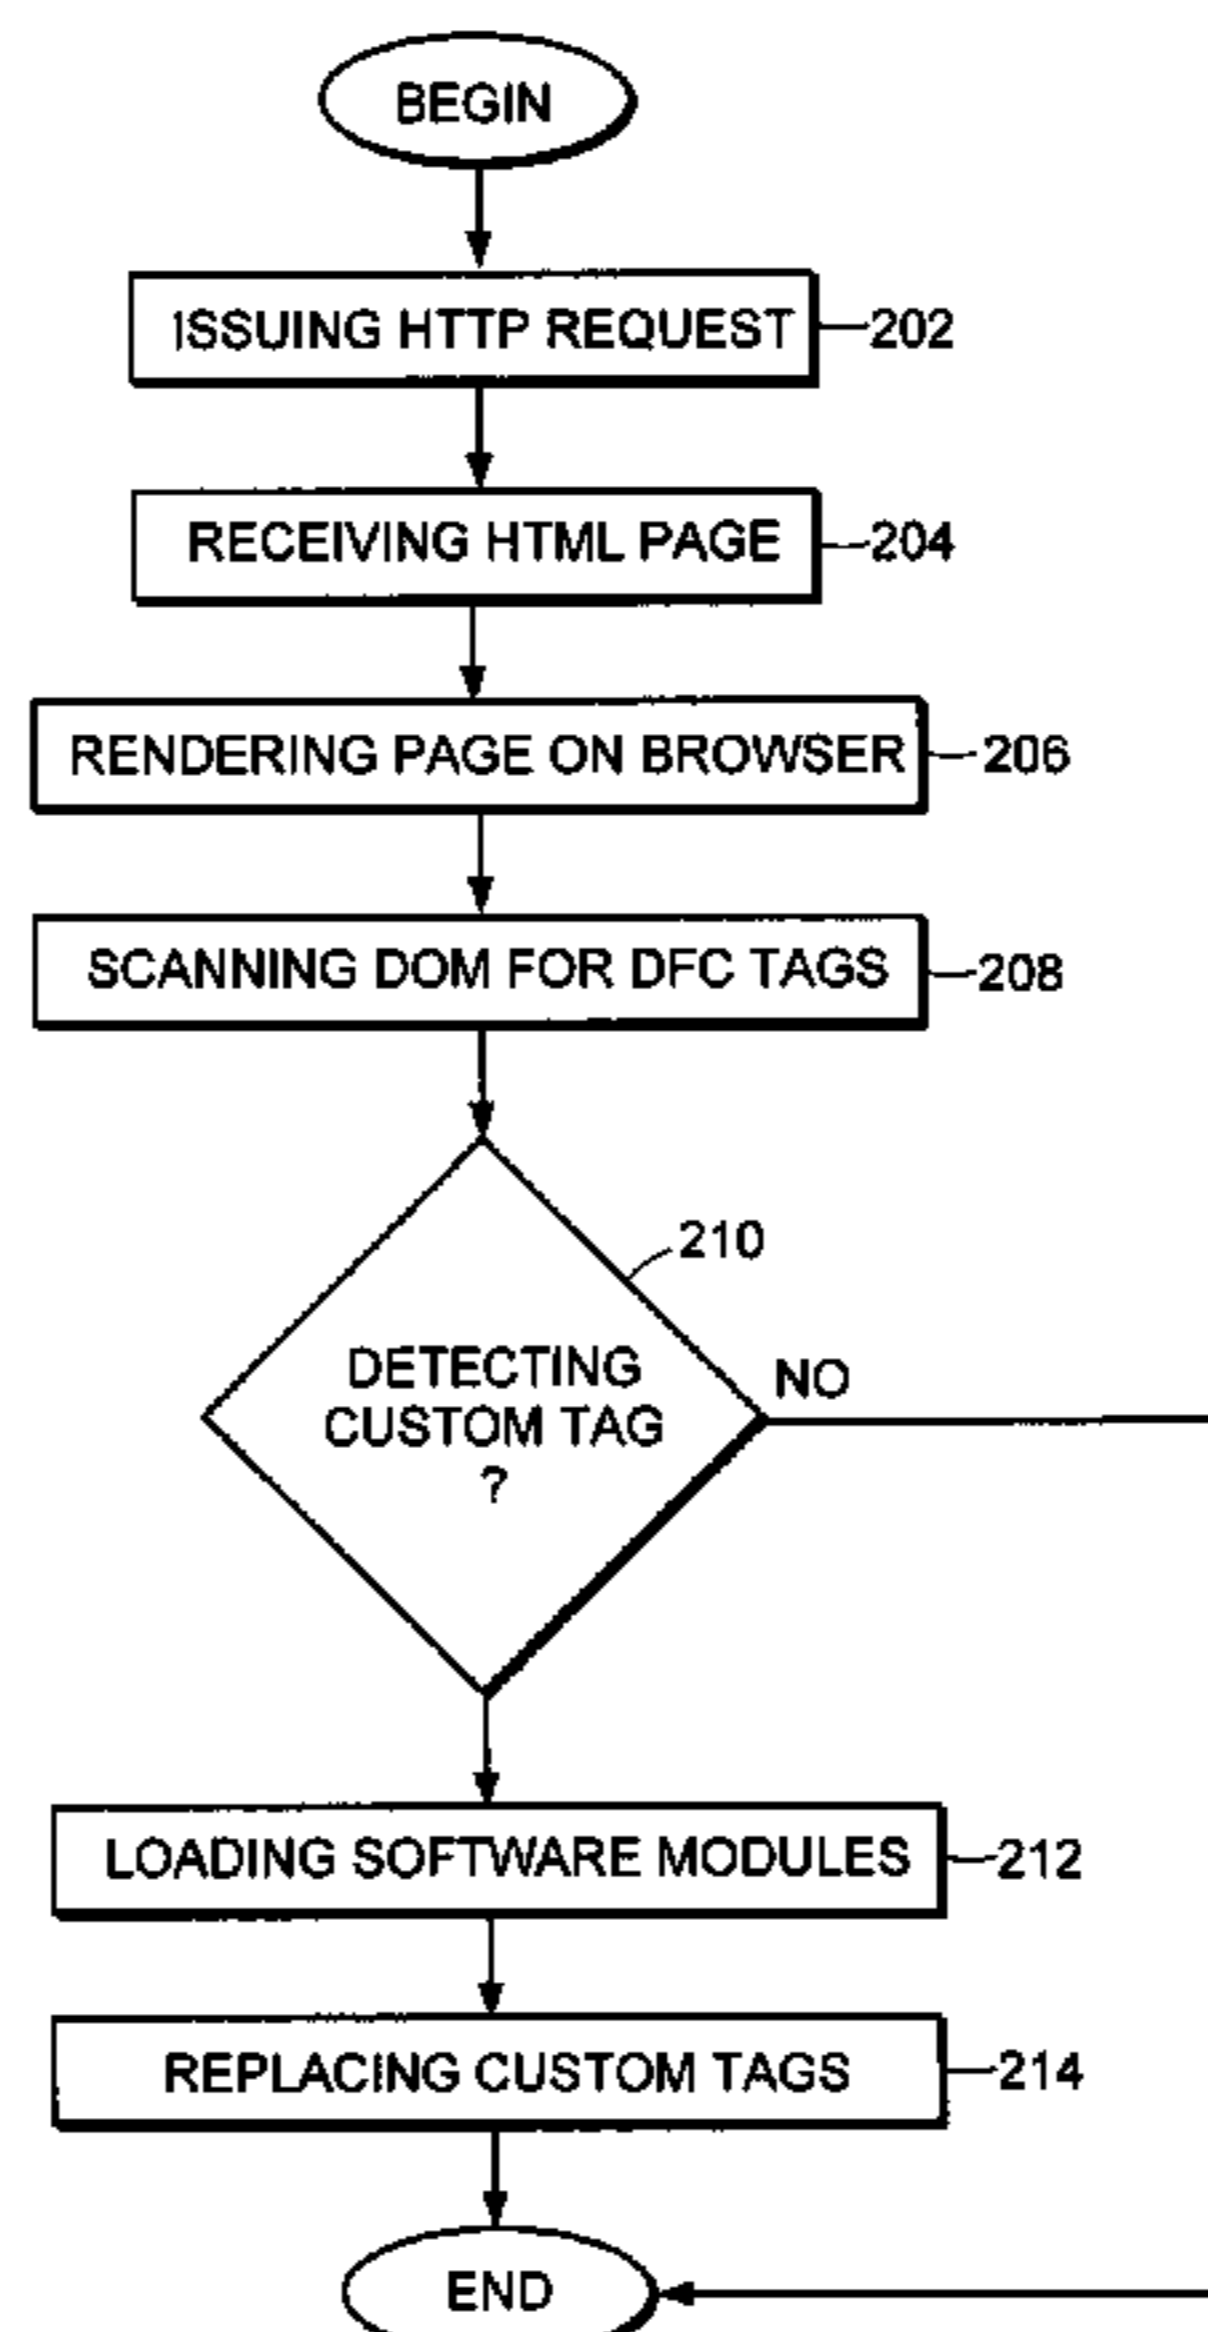 BEGIN
ISSUING HTTP REQUEST
202
RECEIVING HTML PAGE
204
RENDERING PAGE ON BROWSER
206
SCANNING DOM FOR DFC TAGS
208
210
DETECTING
CUSTOM TAG
?
NO
LOADING SOFTWARE MODULES
212
REPLACING CUSTOM TAGS
214
END